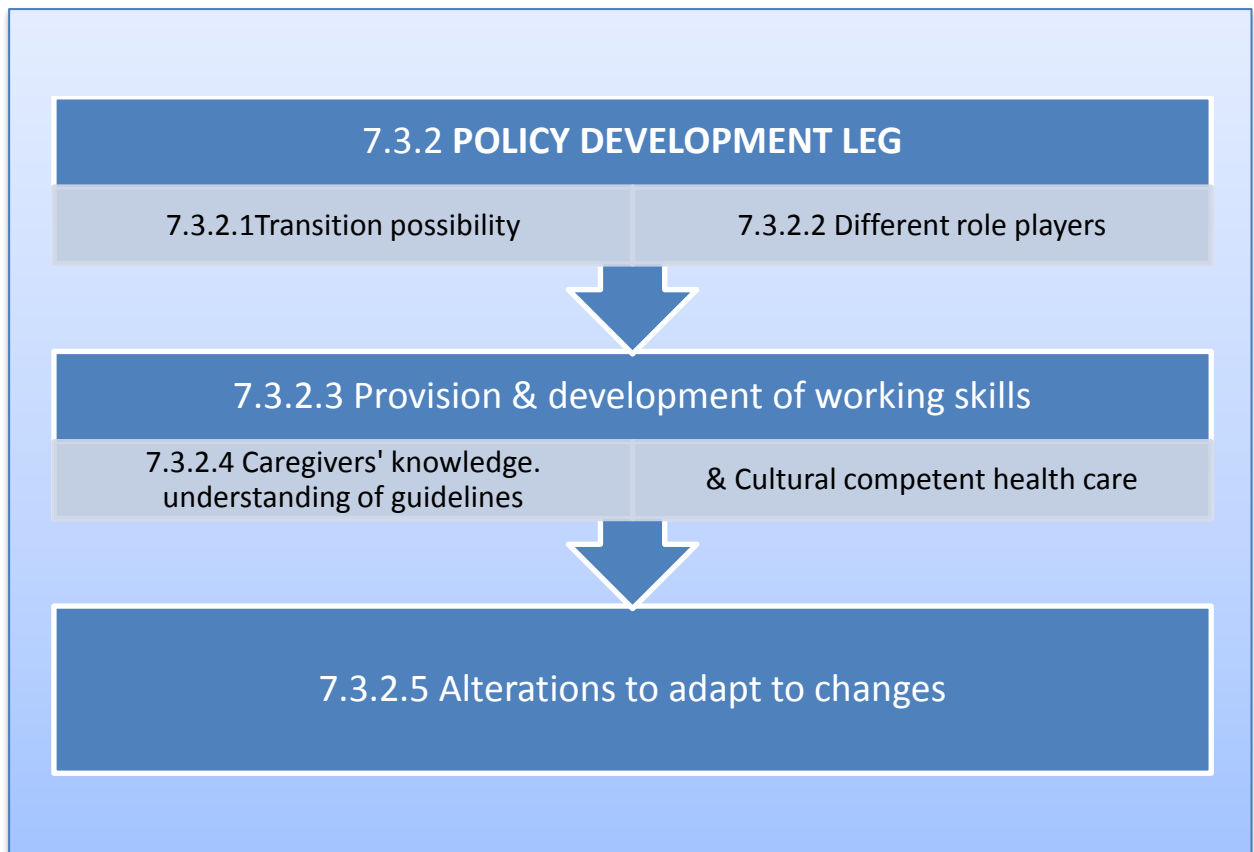 7.3.2 POLICY DEVELOPMENT LEG
7.3.2.1Transition possibility
7.3.2.2 Different role players
7.3.2.3 Provision & development of working skills
7.3.2.4 Caregivers' knowledge.
understanding of guidelines
& Cultural competent health care
7.3.2.5 Alterations to adapt to changes